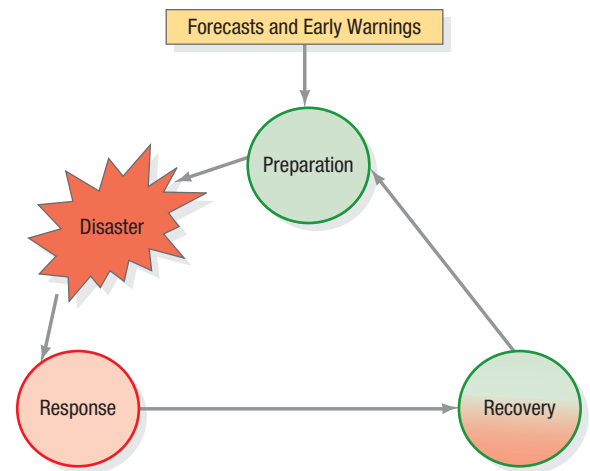 Forecasts and Early Warnings
Preparation
Disaster
Response
Recovery